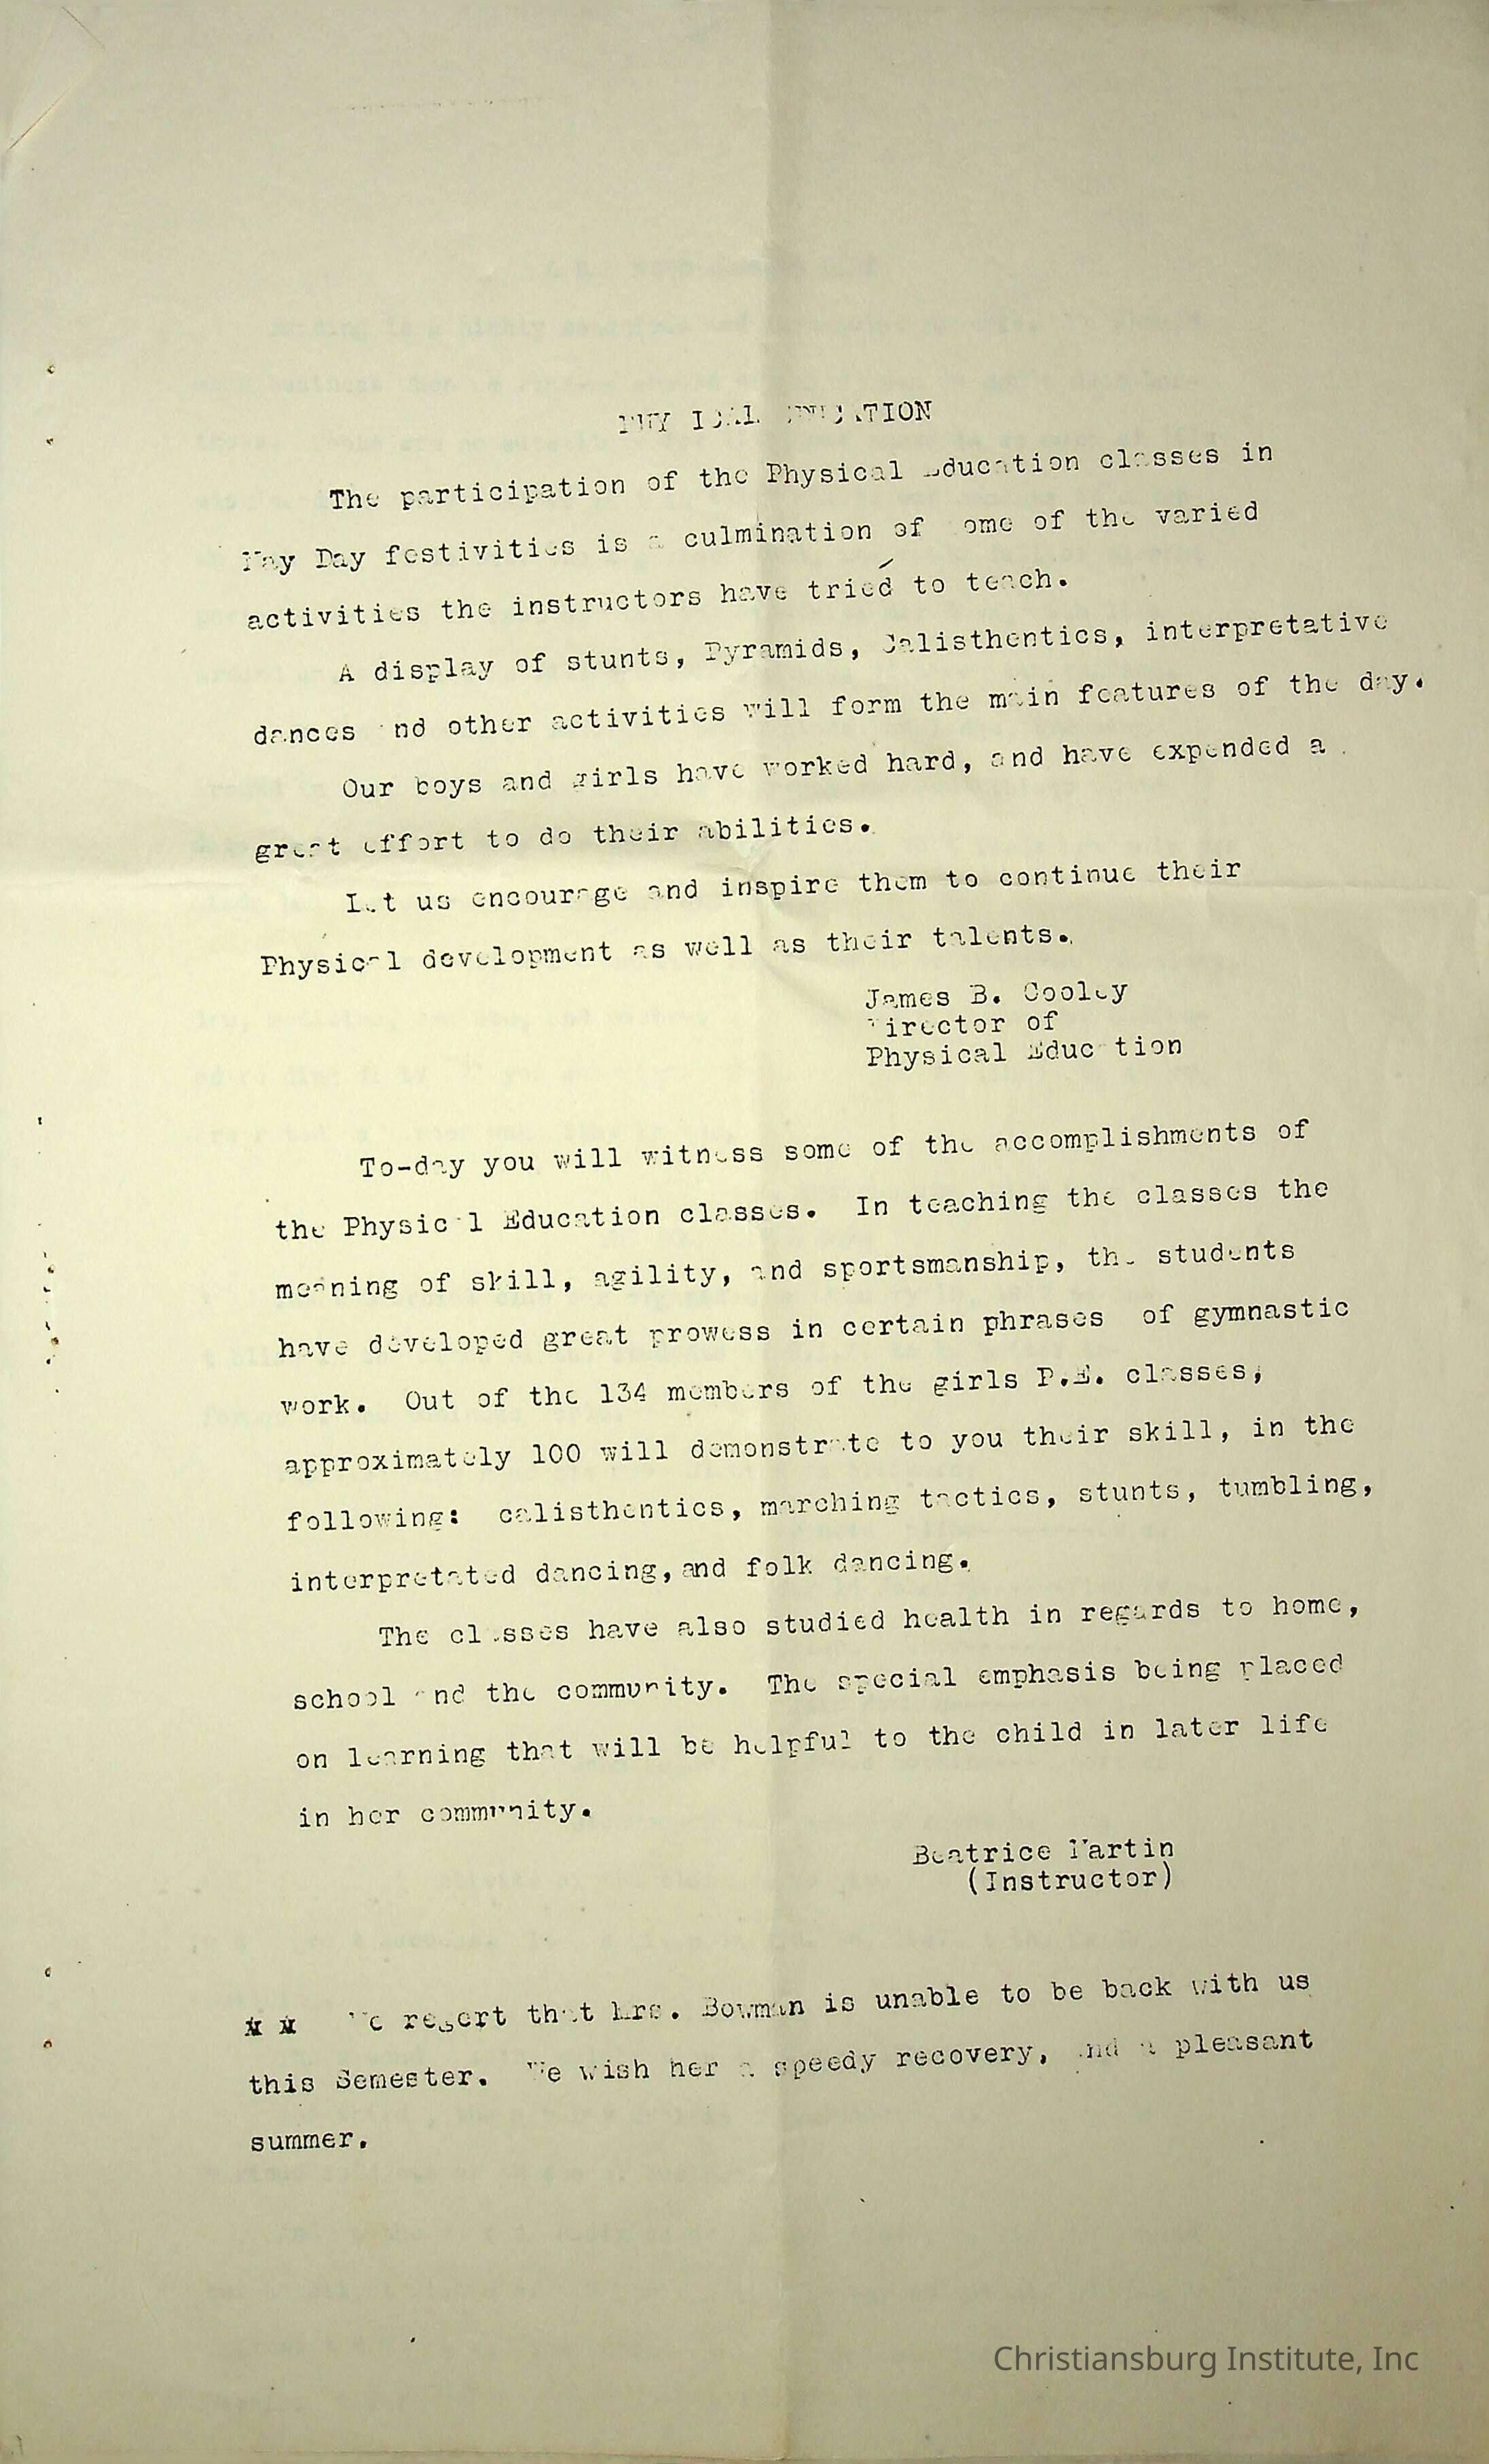 PHYSICAL EDUCATION
The participation of the Physical Education classes in
May Day festivities is a culmination of some of the varied
activities the instructors have tried to teach.
A display of stunts, Pyramids, Calisthentics, interpretative
dances and other activities will form the main features of the day.
Our boys and girls have worked hard, and have expended a
great effort to do their abilities.
Let us encourage and inspire them to continue their
Physical development as well as their talents.
James B. Cooley
Director of
Physical Education
To-day you will witness some of the accomplishments of
the Physical Education classes. In teaching the classes the
meaning of skill, agility, and sportsmanship, the students
have developed great prowess in certain phrases of gymnastic
work. Out of the 134 members of the girls P.E. classes,
approximately 100 will demonstrate to you their skill, in the
following: calisthentics, marching tactics, stunts, tumbling,
interpretated dancing, and folk dancing.
The classes have also studied health in regards to home,
school and the community. The special emphasis being placed
on learning that will be helpful to the child in later life
in her community.
Beatrice Martin
(Instructor)
We regert that Mrs. Bowman is unable to be back with us
this Semester. We wish her a speedy recovery, and a pleasant
summer.
Christiansburg Institute, Inc